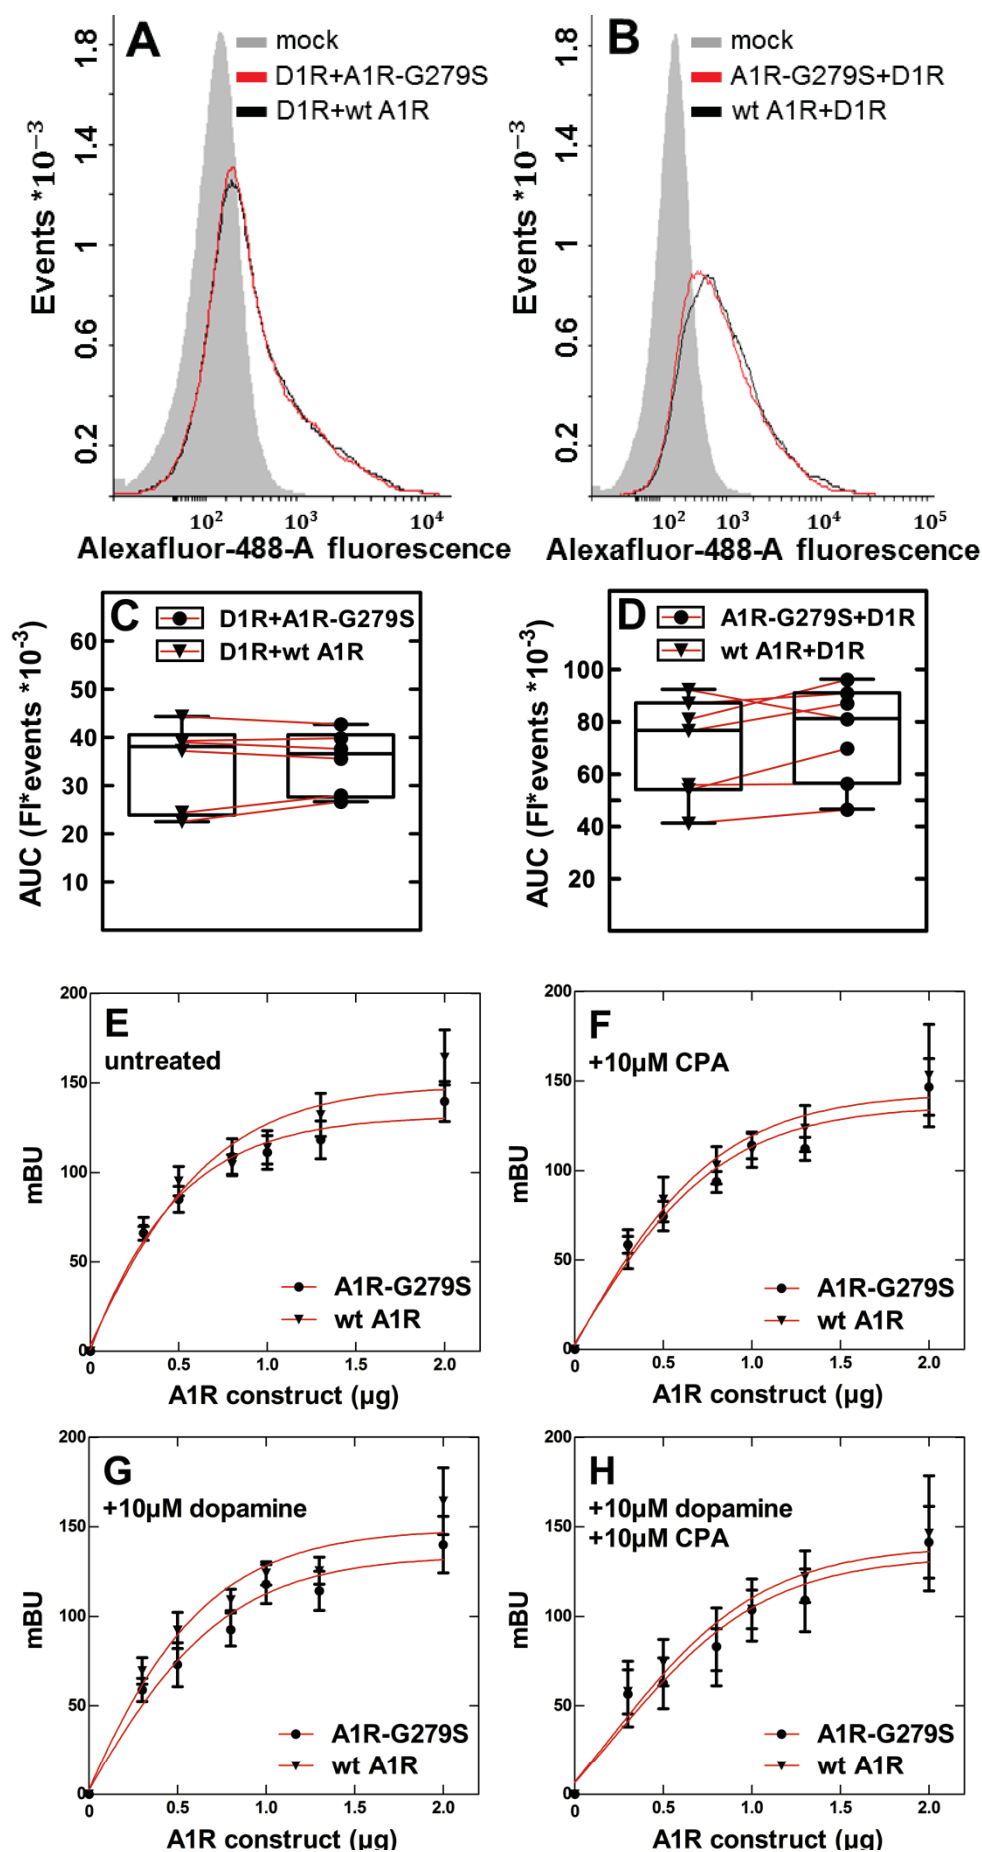 A
mock
D1R+A1R-G279S
D1R+wt A1R
Events *10⁻³
1.8
1.4
1
0.6
0.2
10² 10³ 10⁴
Alexafluor-488-A fluorescence
B
mock
A1R-G279S+D1R
wt A1R+D1R
Events *10⁻³
1.8
1.4
1
0.6
0.2
10² 10³ 10⁴ 10⁵
Alexafluor-488-A fluorescence
C
D1R+A1R-G279S
D1R+wt A1R
AUC (FI*events *10⁻³)
60
50
40
30
20
10
D
A1R-G279S+D1R
wt A1R+D1R
AUC (FI*events *10⁻³)
100
80
60
40
20
E
untreated
mBU
200
150
100
50
0
A1R-G279S
wt A1R
0 0.5 1.0 1.5 2.0
A1R construct (µg)
F
+10µM CPA
mBU
200
150
100
50
0
A1R-G279S
wt A1R
0 0.5 1.0 1.5 2.0
A1R construct (µg)
G
+10µM dopamine
mBU
200
150
100
50
0
A1R-G279S
wt A1R
0 0.5 1.0 1.5 2.0
A1R construct (µg)
H
+10µM dopamine
+10µM CPA
mBU
200
150
100
50
0
A1R-G279S
wt A1R
0 0.5 1.0 1.5 2.0
A1R construct (µg)